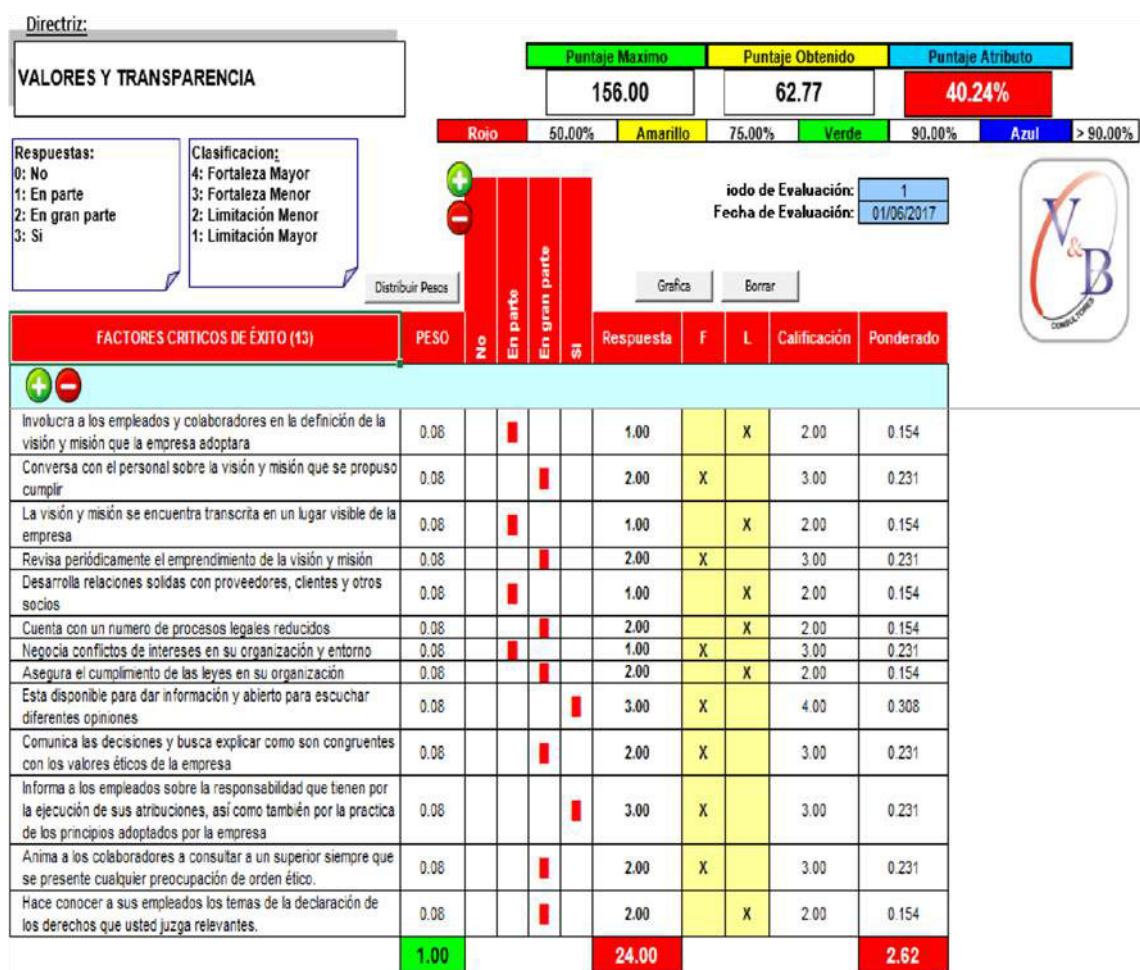 Directriz:
VALORES Y TRANSPARENCIA
Puntaje Maximo Puntaje Obtenido Puntaje Atributo
156.00 62.77 40.24%
Rojo 50.00% Amarillo 75.00% Verde 90.00% Azul > 90.00%
Respuestas:
0: No
1: En parte
2: En gran parte
3: Si
Clasificacion:
4: Fortaleza Mayor
3: Fortaleza Menor
2: Limitación Menor
1: Limitación Mayor
iodo de Evaluación: 1
Fecha de Evaluación: 01/06/2017
V&B
CONSULTORES
Distribuir Pesos
Grafica
Borrar
FACTORES CRITICOS DE ÉXITO (13) PESO No En parte En gran parte Si Respuesta F L Calificación Ponderado
Involucra a los empleados y colaboradores en la definición de la
visión y misión que la empresa adoptara
0.08 1.00 X 2.00 0.154
Conversa con el personal sobre la visión y misión que se propuso
cumplir
0.08 2.00 X 3.00 0.231
La visión y misión se encuentra transcrita en un lugar visible de la
empresa
0.08 1.00 X 2.00 0.154
Revisa periódicamente el emprendimiento de la visión y misión 0.08 2.00 X 3.00 0.231
Desarrolla relaciones solidas con proveedores, clientes y otros
socios
0.08 1.00 X 2.00 0.154
Cuenta con un numero de procesos legales reducidos 0.08 2.00 X 2.00 0.154
Negocia conflictos de intereses en su organización y entorno 0.08 1.00 X 3.00 0.231
Asegura el cumplimiento de las leyes en su organización 0.08 2.00 X 2.00 0.154
Esta disponible para dar información y abierto para escuchar
diferentes opiniones
0.08 3.00 X 4.00 0.308
Comunica las decisiones y busca explicar como son congruentes
con los valores éticos de la empresa
0.08 2.00 X 3.00 0.231
Informa a los empleados sobre la responsabilidad que tienen por
la ejecución de sus atribuciones, así como también por la practica
de los principios adoptados por la empresa
0.08 3.00 X 3.00 0.231
Anima a los colaboradores a consultar a un superior siempre que
se presente cualquier preocupación de orden ético.
0.08 2.00 X 3.00 0.231
Hace conocer a sus empleados los temas de la declaración de
los derechos que usted juzga relevantes.
0.08 2.00 X 2.00 0.154
1.00 24.00 2.62